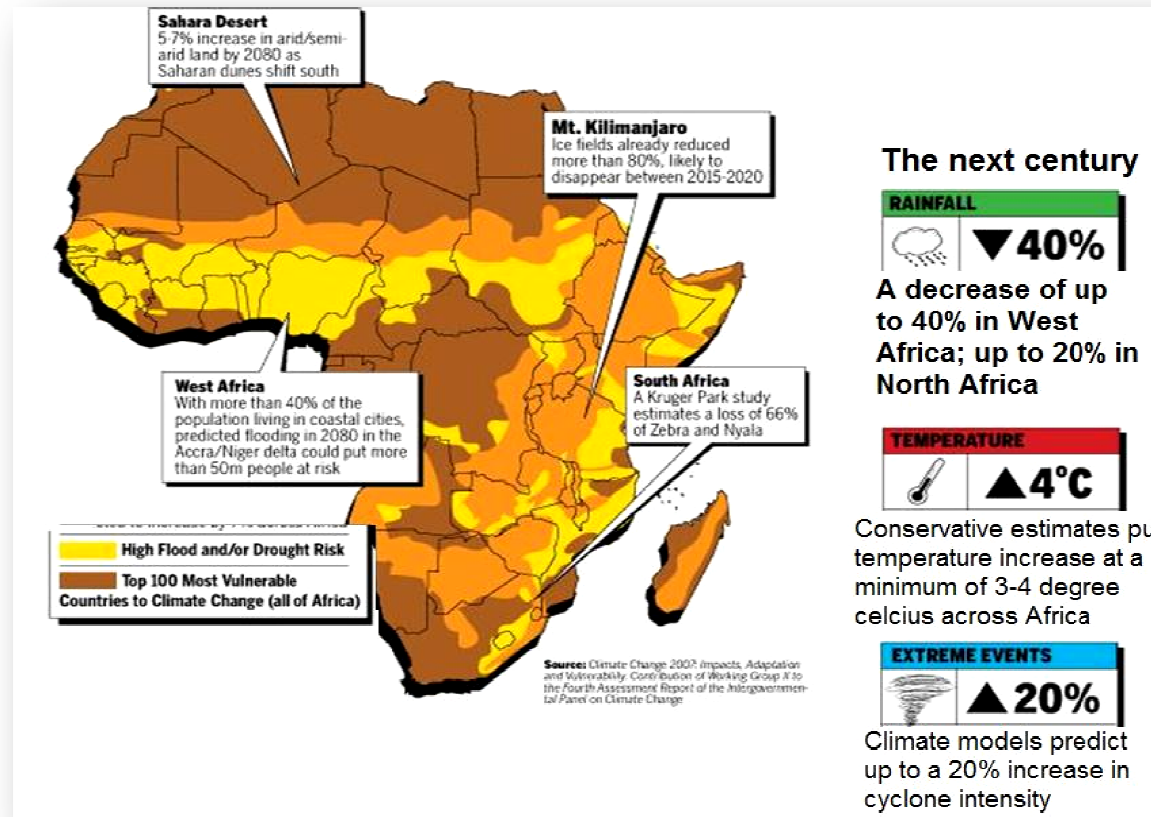 Sahara Desert
5-7% increase in arid/semi-
arid land by 2080 as
Saharan dunes shift south
Mt. Kilimanjaro
Ice fields already reduced
more than 80%, likely to
disappear between 2015-2020
West Africa
With more than 40% of the
population living in coastal cities,
predicted flooding in 2080 in the
Accra/Niger delta could put more
than 50m people at risk
South Africa
A Kruger Park study
estimates a loss of 66%
of Zebra and Nyala
High Flood and/or Drought Risk
Top 100 Most Vulnerable
Countries to Climate Change (all of Africa)
Source: Climate Change 2007: Impacts, Adaptation
and Vulnerability. Contribution of Working Group II to
the Fourth Assessment Report of the Intergovernmen-
tal Panel on Climate Change
The next century
RAINFALL
▼40%
A decrease of up
to 40% in West
Africa; up to 20% in
North Africa
TEMPERATURE
▲4°C
Conservative estimates pu
temperature increase at a
minimum of 3-4 degree
celcius across Africa
EXTREME EVENTS
▲20%
Climate models predict
up to a 20% increase in
cyclone intensity